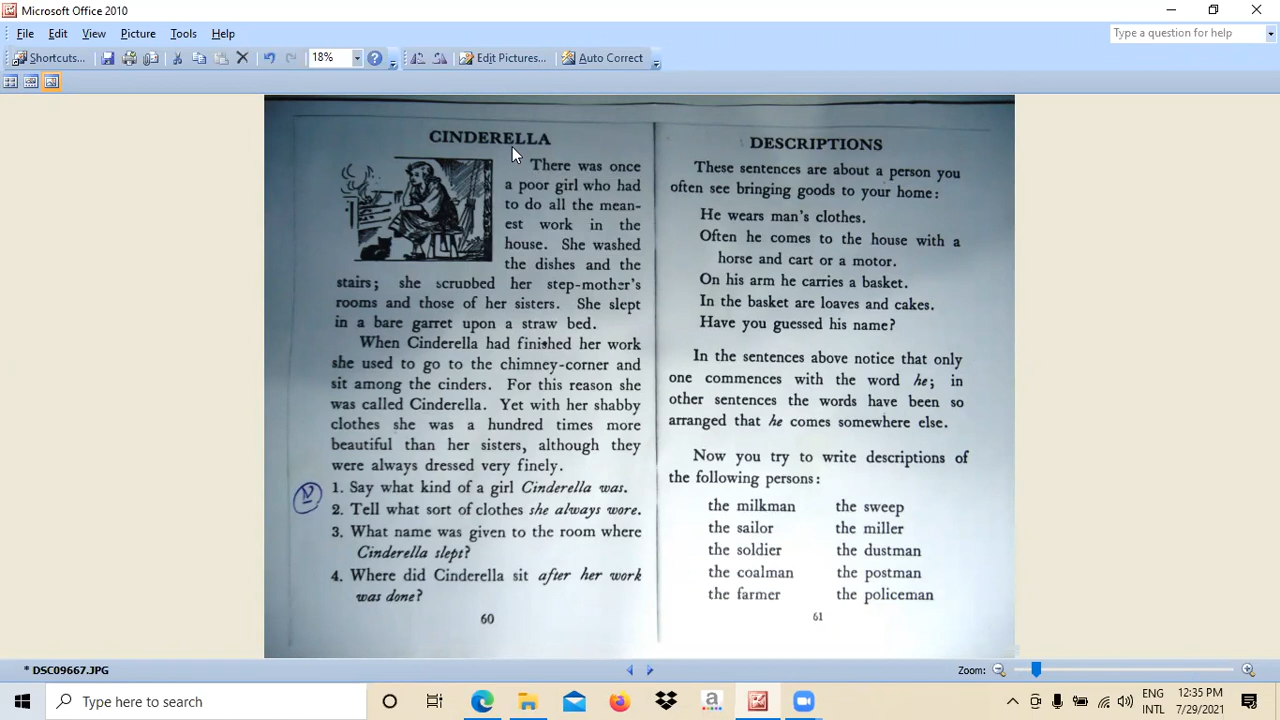 Microsoft Office 2010
File Edit View Picture Tools Help
Type a question for help
Shortcuts... 18% Edit Pictures... Auto Correct
CINDERELLA
There was once
a poor girl who had
to do all the mean-
est work in the
house. She washed
the dishes and the
stairs; she scrubbed her step-mother's
rooms and those of her sisters. She slept
in a bare garret upon a straw bed.
When Cinderella had finished her work
she used to go to the chimney-corner and
sit among the cinders. For this reason she
was called Cinderella. Yet with her shabby
clothes she was a hundred times more
beautiful than her sisters, although they
were always dressed very finely.
1. Say what kind of a girl Cinderella was.
2. Tell what sort of clothes she always wore.
3. What name was given to the room where
Cinderella slept?
4. Where did Cinderella sit after her work
was done?
60
DESCRIPTIONS
These sentences are about a person you
often see bringing goods to your home:
He wears man's clothes.
Often he comes to the house with a
horse and cart or a motor.
On his arm he carries a basket.
In the basket are loaves and cakes.
Have you guessed his name?
In the sentences above notice that only
one commences with the word he; in
other sentences the words have been so
arranged that he comes somewhere else.
Now you try to write descriptions of
the following persons:
the milkman the sweep
the sailor the miller
the soldier the dustman
the coalman the postman
the farmer the policeman
61
* DSC09667.JPG
Zoom:
Type here to search
ENG
INTL
12:35 PM
7/29/2021